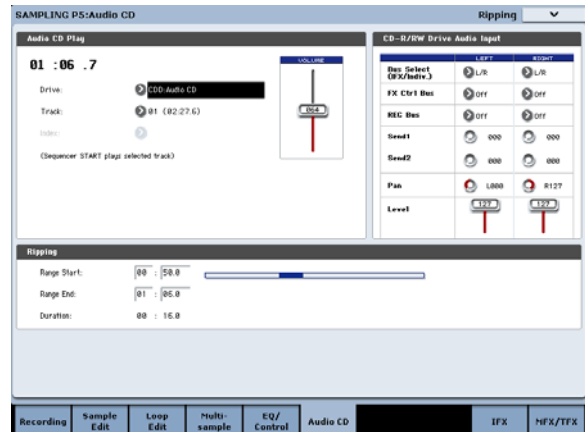 SAMPLING P5:Audio CD
Ripping
Audio CD Play
01 :06 .7
Drive:
CDD:Audio CD
Track:
01 (02:27.6)
Index:
(Sequencer START plays selected track)
VOLUME
064
CD-R/RW Drive Audio Input
LEFT RIGHT
Bus Select (IFX/Indiv.)
L/R L/R
FX Ctrl Bus
Off Off
REC Bus
Off Off
Send1
000 000
Send2
000 000
Pan
L000 R127
Level
127 127
Ripping
Range Start: 00 : 50.0
Range End: 01 : 06.0
Duration: 00 : 16.0
Recording
Sample Edit
Loop Edit
Multi-sample
EQ/Control
Audio CD
IFX
MFX/TFX